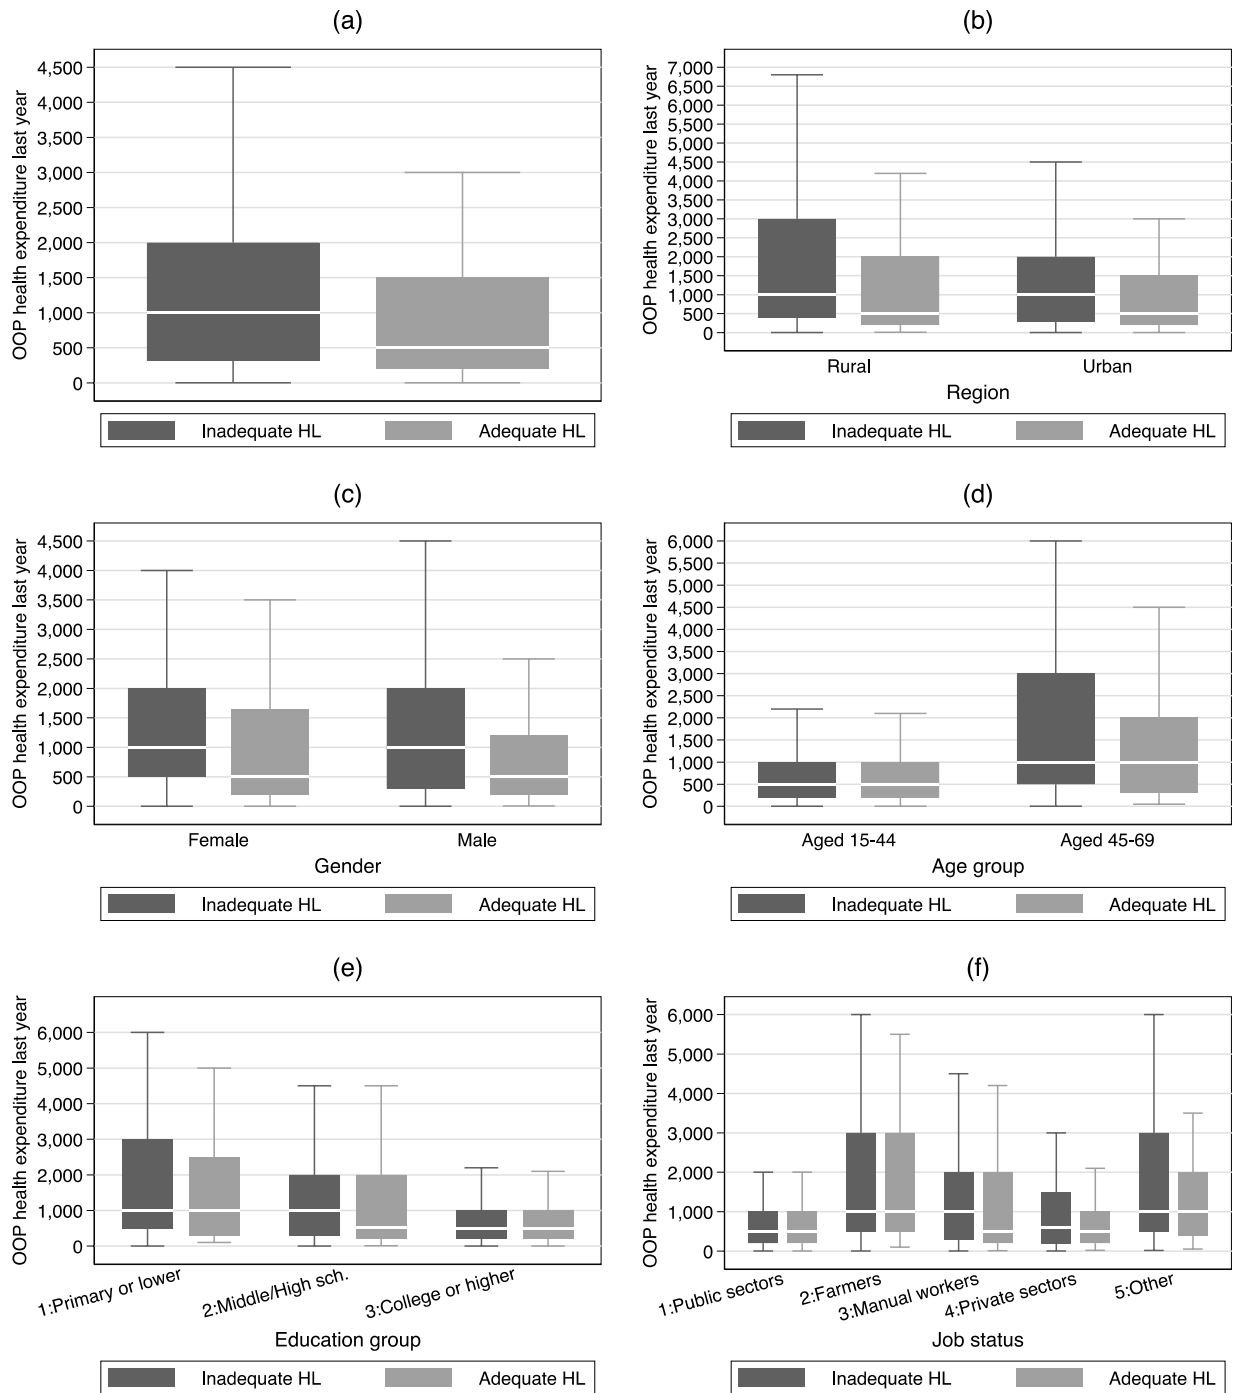 (a)
OOP health expenditure last year
4,500
4,000
3,500
3,000
2,500
2,000
1,500
1,000
500
0
Inadequate HL Adequate HL
(b)
OOP health expenditure last year
7,000
6,500
6,000
5,500
5,000
4,500
4,000
3,500
3,000
2,500
2,000
1,500
1,000
500
0
Rural Urban
Region
Inadequate HL Adequate HL
(c)
OOP health expenditure last year
4,500
4,000
3,500
3,000
2,500
2,000
1,500
1,000
500
0
Female Male
Gender
Inadequate HL Adequate HL
(d)
OOP health expenditure last year
6,000
5,500
5,000
4,500
4,000
3,500
3,000
2,500
2,000
1,500
1,000
500
0
Aged 15-44 Aged 45-69
Age group
Inadequate HL Adequate HL
(e)
OOP health expenditure last year
6,000
5,000
4,000
3,000
2,000
1,000
0
1:Primary or lower 2:Middle/High sch. 3:College or higher
Education group
Inadequate HL Adequate HL
(f)
OOP health expenditure last year
6,000
5,000
4,000
3,000
2,000
1,000
0
1:Public sectors 2:Farmers 3:Manual workers 4:Private sectors 5:Other
Job status
Inadequate HL Adequate HL